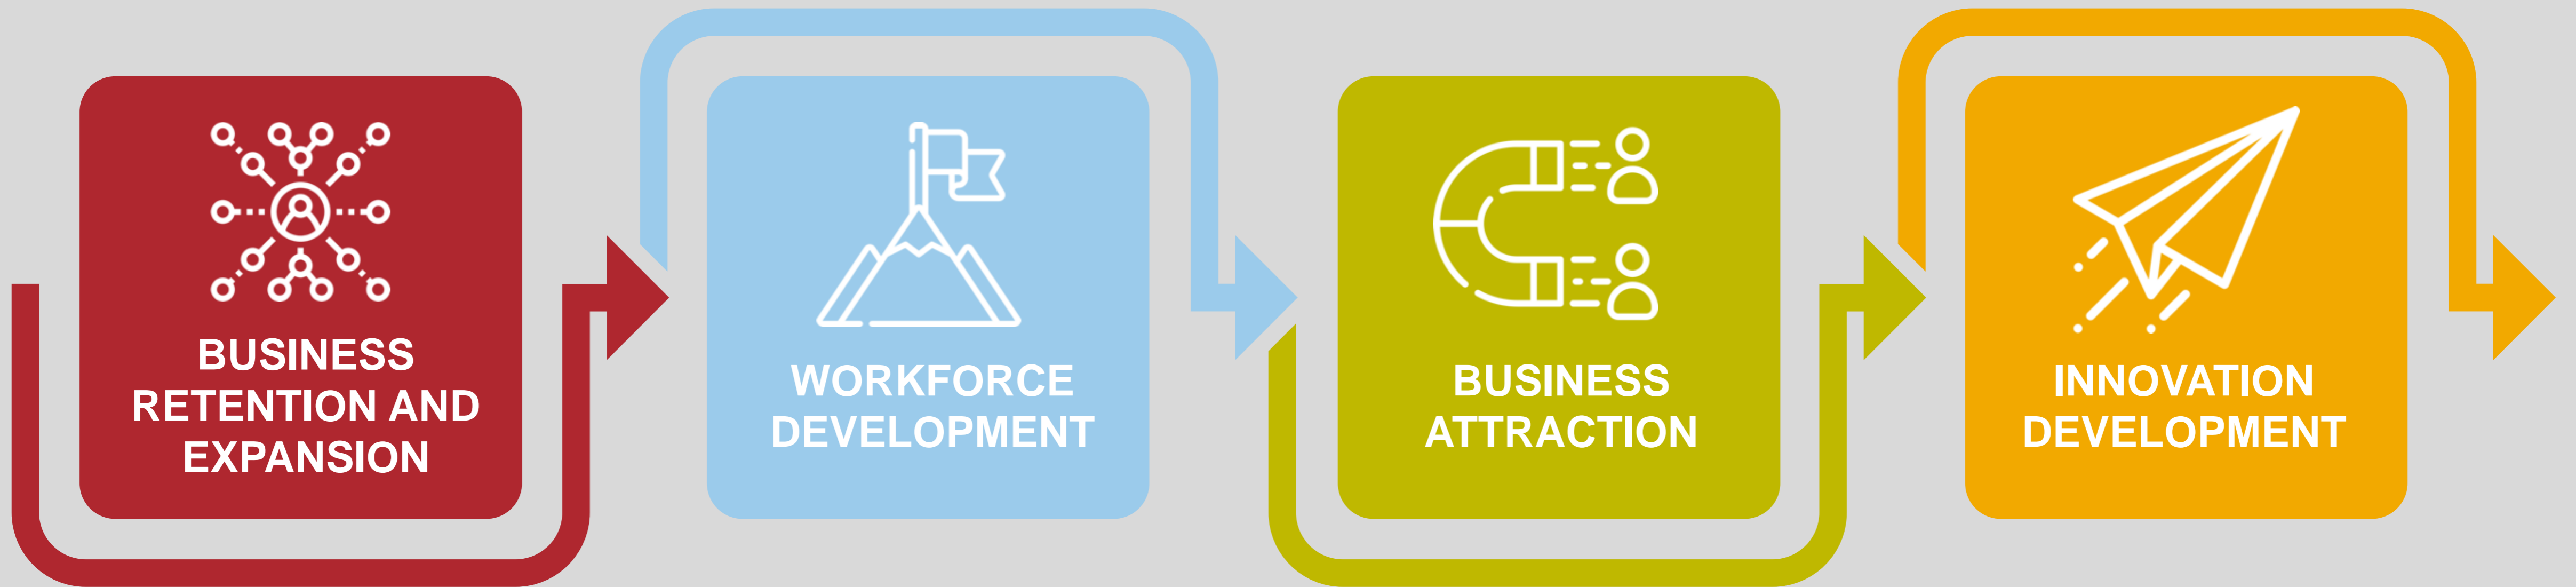 BUSINESS
RETENTION AND
EXPANSION
WORKFORCE
DEVELOPMENT
BUSINESS
ATTRACTION
INNOVATION
DEVELOPMENT